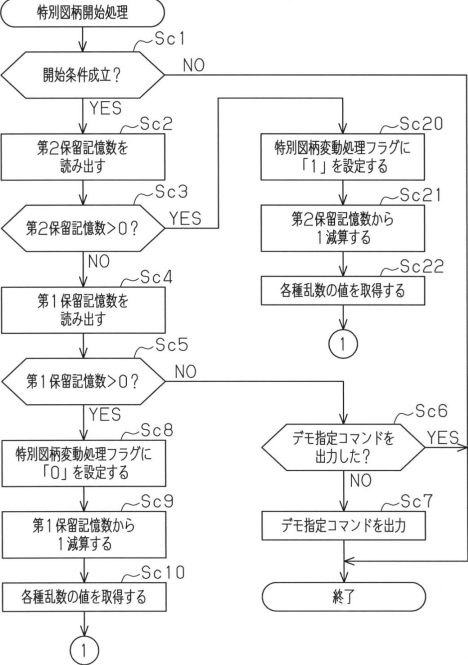 特別図柄開始処理
Sc1
開始条件成立?
NO
YES
Sc2
第2保留記憶数を
読み出す
Sc3
第2保留記憶数>0?
YES
NO
Sc4
第1保留記憶数を
読み出す
Sc5
第1保留記憶数>0?
NO
YES
Sc8
特別図柄変動処理フラグに
「0」を設定する
Sc9
第1保留記憶数から
1減算する
Sc10
各種乱数の値を取得する
1
Sc20
特別図柄変動処理フラグに
「1」を設定する
Sc21
第2保留記憶数から
1減算する
Sc22
各種乱数の値を取得する
1
Sc6
デモ指定コマンドを
出力した?
YES
NO
Sc7
デモ指定コマンドを出力
終了